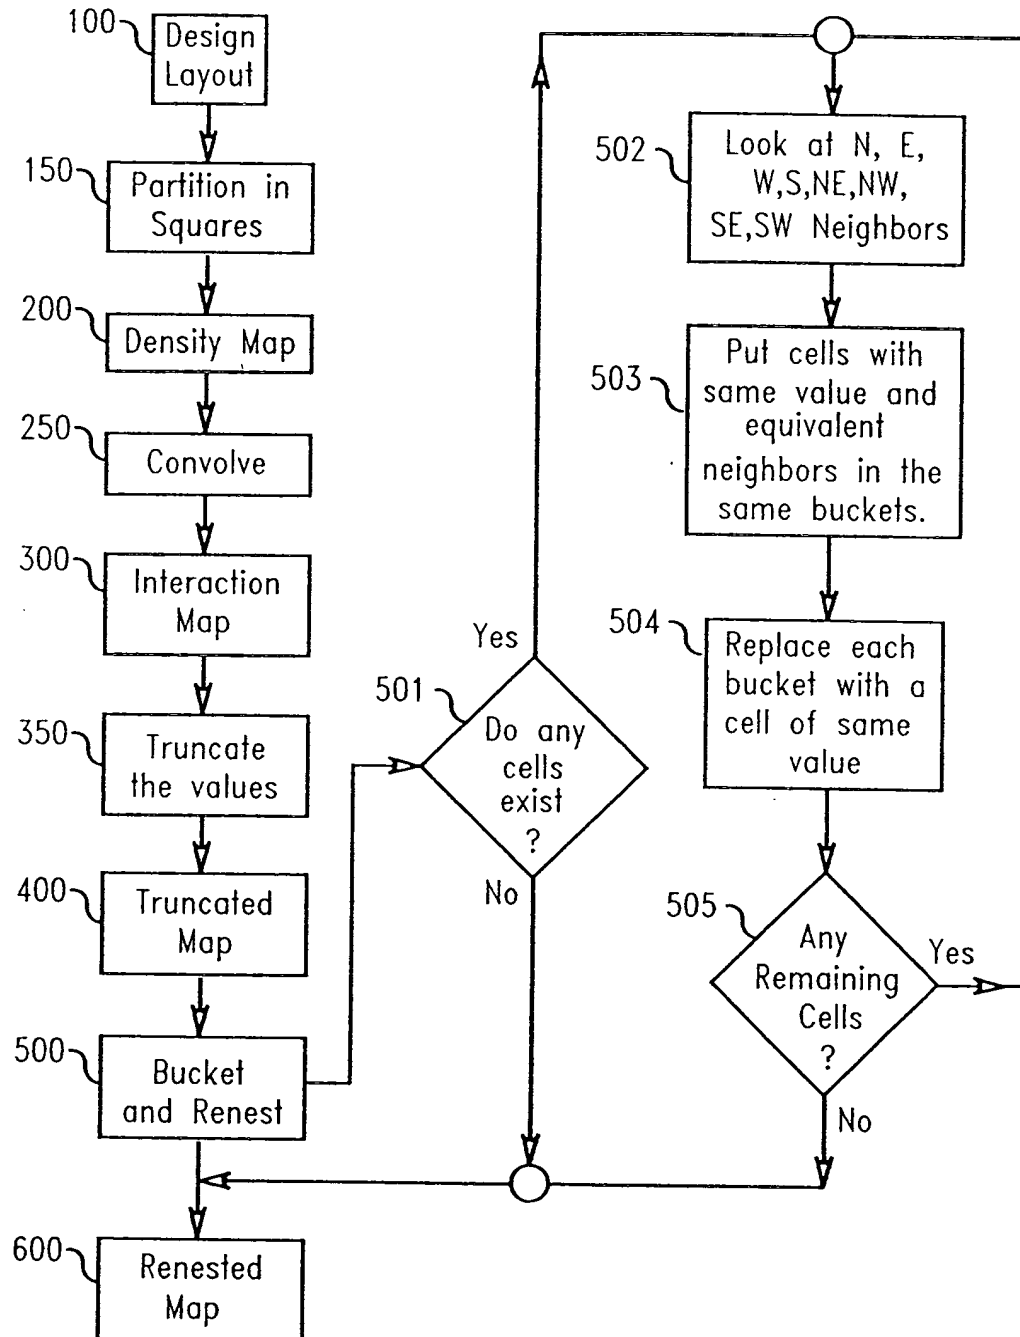 100
Design
Layout
150
Partition in
Squares
200
Density Map
250
Convolve
300
Interaction
Map
350
Truncate
the values
400
Truncated
Map
500
Bucket
and Renest
600
Renested
Map
501
Do any
cells
exist
?
Yes
No
502
Look at N, E,
W,S,NE,NW,
SE,SW Neighbors
503
Put cells with
same value and
equivalent
neighbors in the
same buckets.
504
Replace each
bucket with a
cell of same
value
505
Any
Remaining
Cells
?
Yes
No